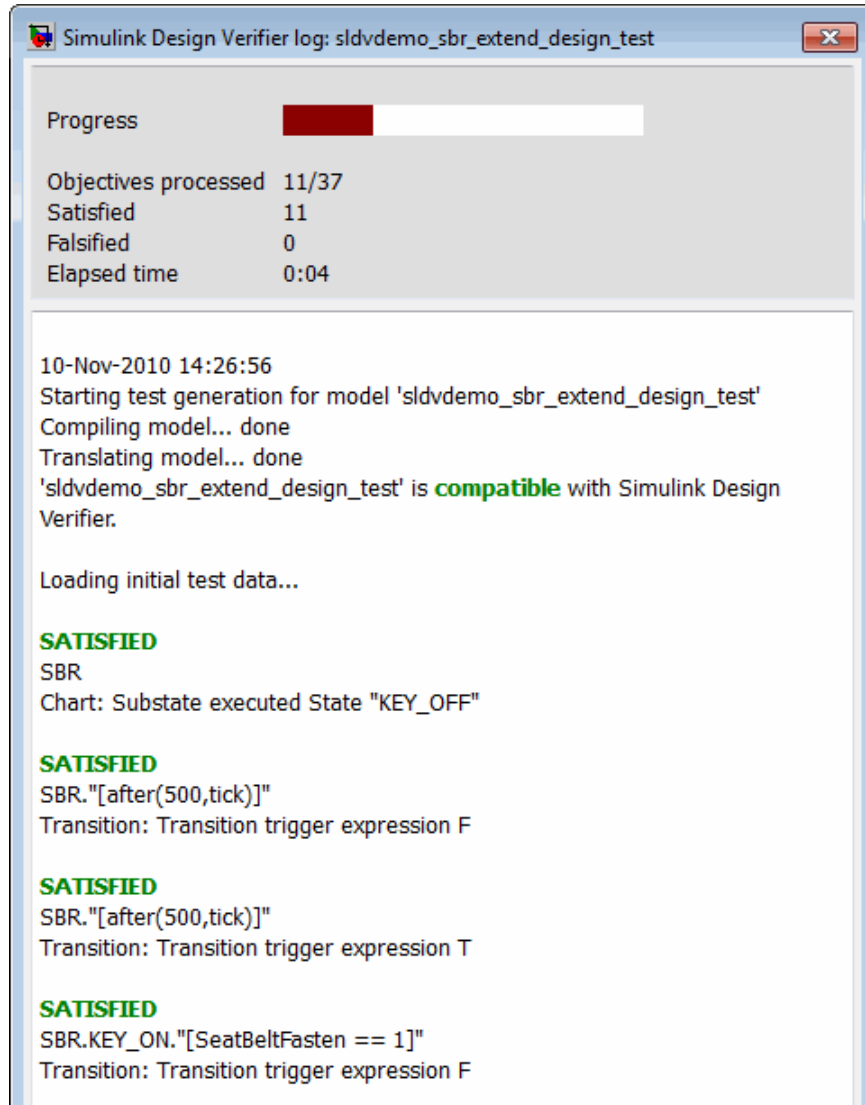 Simulink Design Verifier log: sldvdemo_sbr_extend_design_test
Progress
Objectives processed 11/37
Satisfied 11
Falsified 0
Elapsed time 0:04
10-Nov-2010 14:26:56
Starting test generation for model 'sldvdemo_sbr_extend_design_test'
Compiling model... done
Translating model... done
'sldvdemo_sbr_extend_design_test' is compatible with Simulink Design
Verifier.
Loading initial test data...
SATISFIED
SBR
Chart: Substate executed State "KEY_OFF"
SATISFIED
SBR."[after(500,tick)]"
Transition: Transition trigger expression F
SATISFIED
SBR."[after(500,tick)]"
Transition: Transition trigger expression T
SATISFIED
SBR.KEY_ON."[SeatBeltFasten == 1]"
Transition: Transition trigger expression F